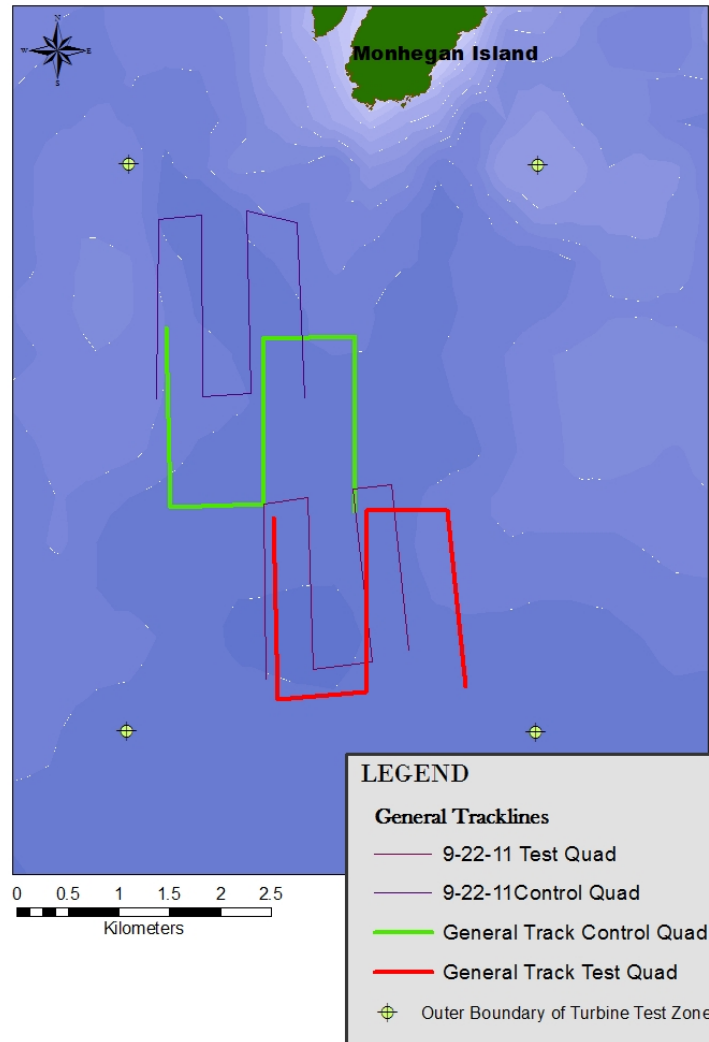 N
W E
S
Monhegan Island
LEGEND
General Tracklines
9-22-11 Test Quad
9-22-11Control Quad
General Track Control Quad
General Track Test Quad
Outer Boundary of Turbine Test Zone
0 0.5 1 1.5 2 2.5
Kilometers